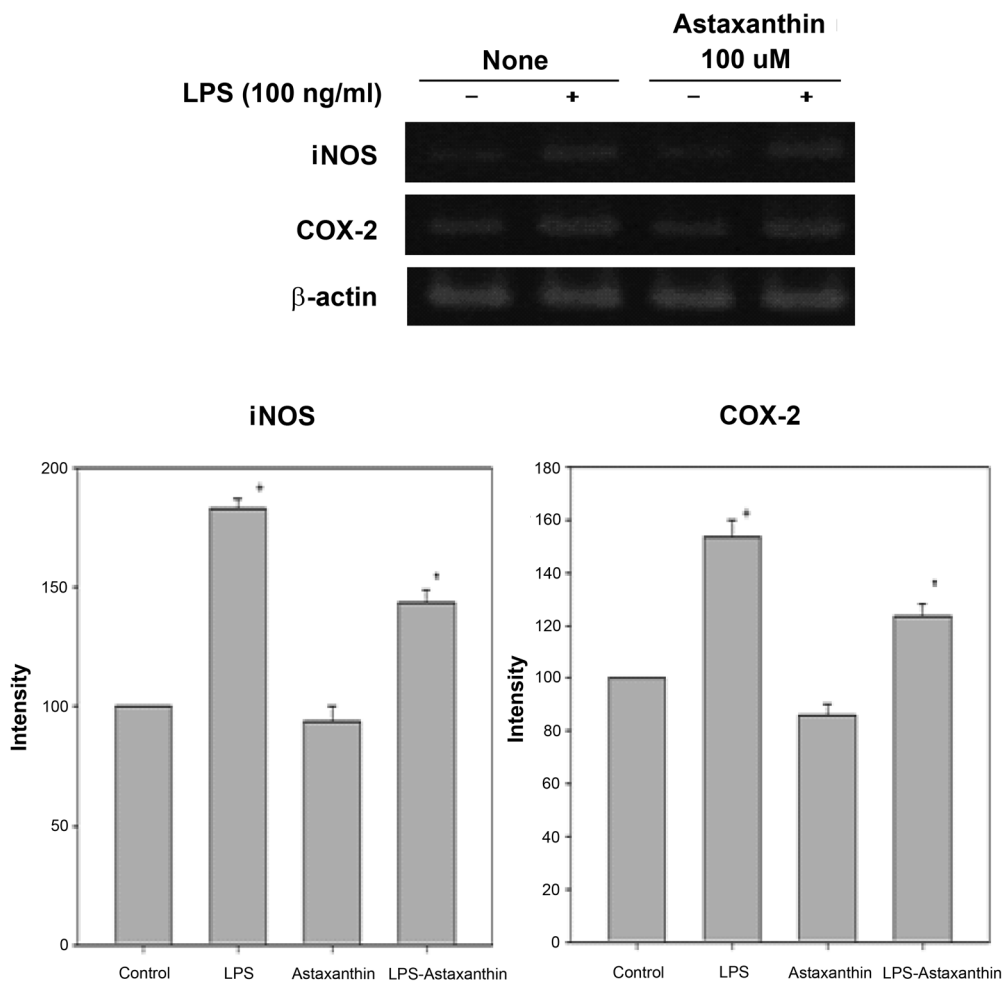 Astaxanthin
None 100 uM
LPS (100 ng/ml) – + – +
iNOS
COX-2
β-actin
iNOS
200
150
100
50
0
Intensity
*
†
Control LPS Astaxanthin LPS-Astaxanthin
COX-2
180
160
140
120
100
80
60
40
20
0
Intensity
*
†
Control LPS Astaxanthin LPS-Astaxanthin